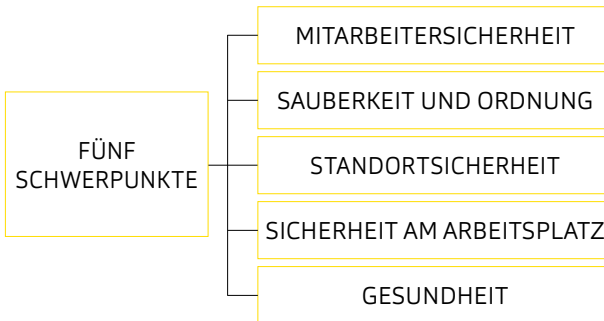 FÜNF
SCHWERPUNKTE
MITARBEITERSICHERHEIT
SAUBERKEIT UND ORDNUNG
STANDORTSICHERHEIT
SICHERHEIT AM ARBEITSPLATZ
GESUNDHEIT